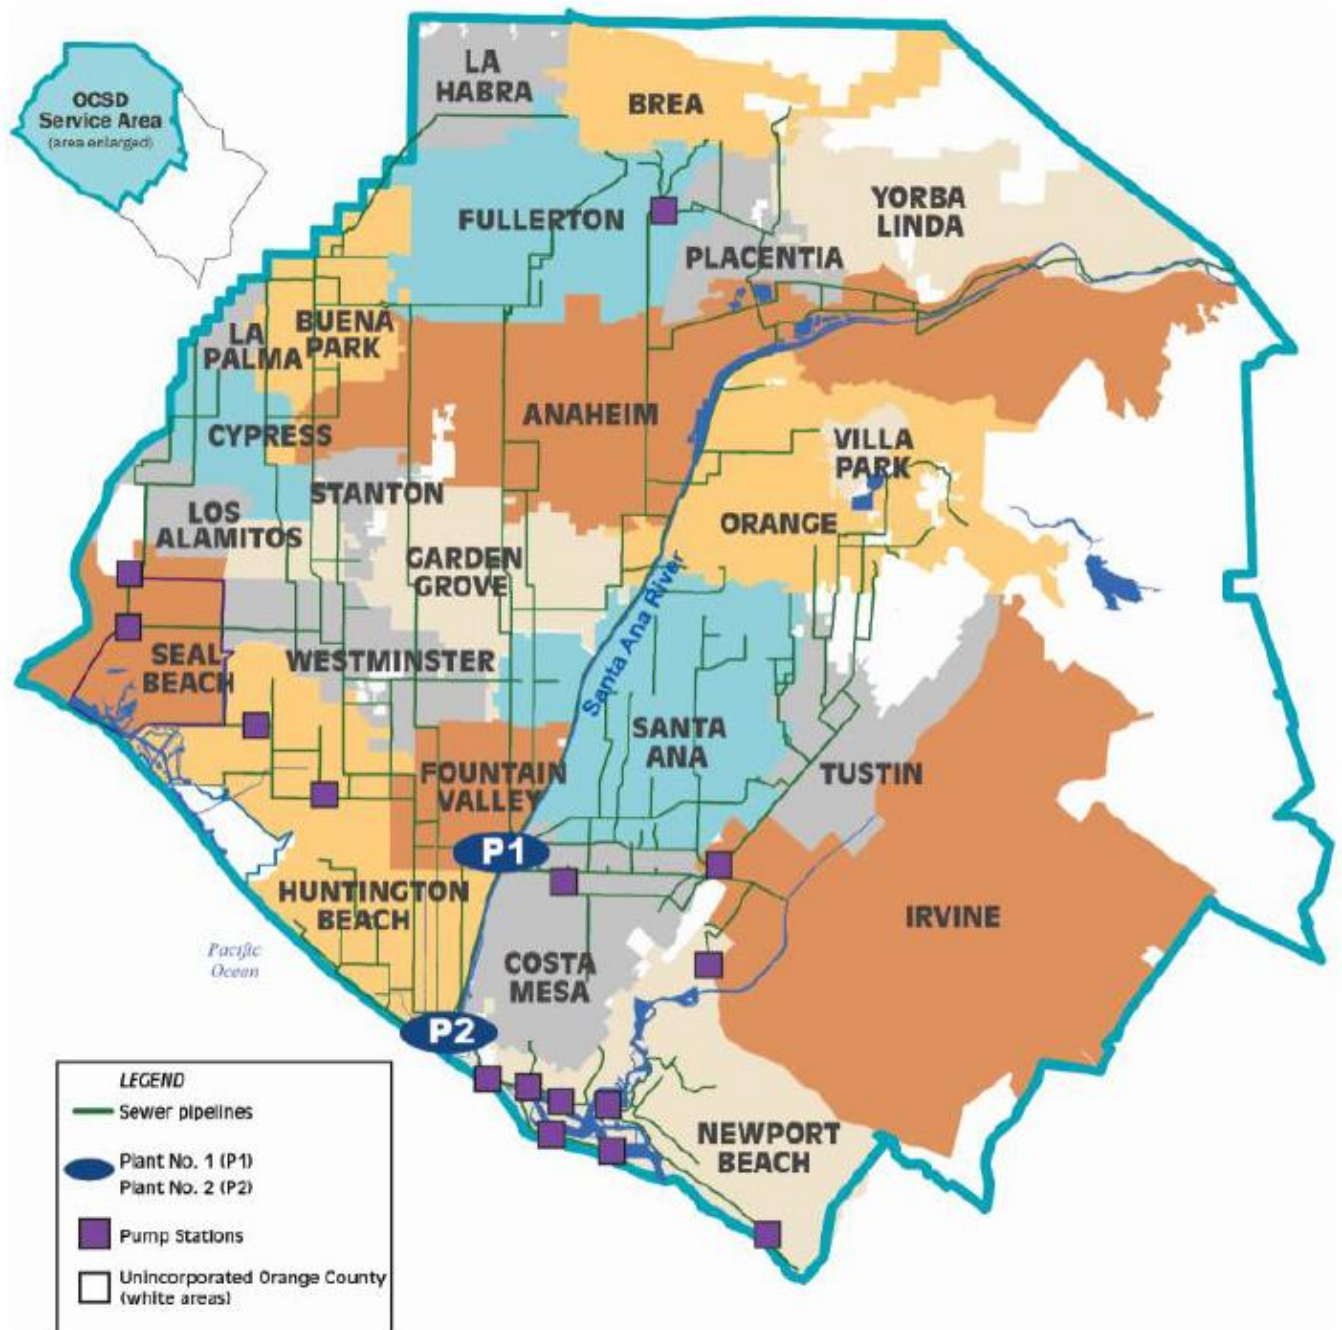 OCSD
Service Area
(area enlarged)
LA
HABRA
BREA
YORBA
LINDA
FULLERTON
PLACENTIA
LA
PALMA
BUENA
PARK
ANAHEIM
CYPRESS
VILLA
PARK
STANTON
LOS
ALAMITOS
ORANGE
GARDEN
GROVE
Santa Ana River
SEAL
BEACH
WESTMINSTER
SANTA
ANA
FOUNTAIN
VALLEY
TUSTIN
P1
HUNTINGTON
BEACH
IRVINE
Pacific
Ocean
COSTA
MESA
P2
NEWPORT
BEACH
LEGEND
Sewer pipelines
Plant No. 1 (P1)
Plant No. 2 (P2)
Pump Stations
Unincorporated Orange County
(white areas)